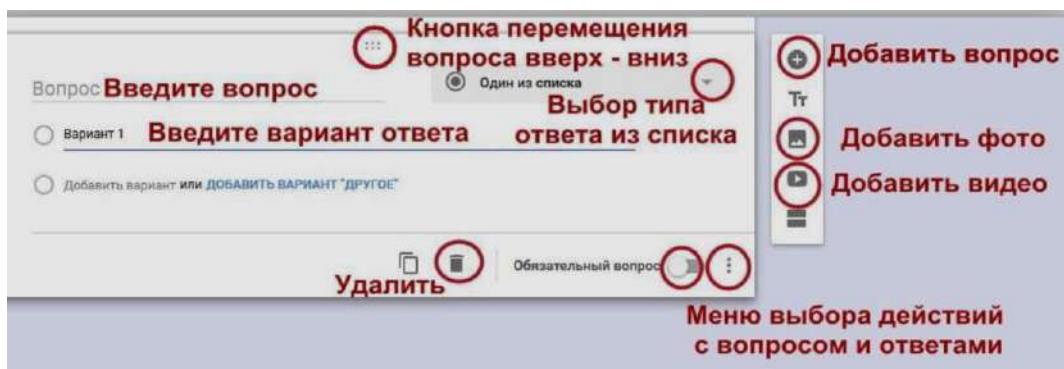 Кнопка перемещения
вопроса вверх - вниз
Добавить вопрос
Вопрос Введите вопрос
Один из списка
Tт
Выбор типа
ответа из списка
Вариант 1 Введите вариант ответа
Добавить фото
Добавить вариант или ДОБАВИТЬ ВАРИАНТ "ДРУГОЕ"
Добавить видео
Обязательный вопрос
Удалить
Меню выбора действий
с вопросом и ответами